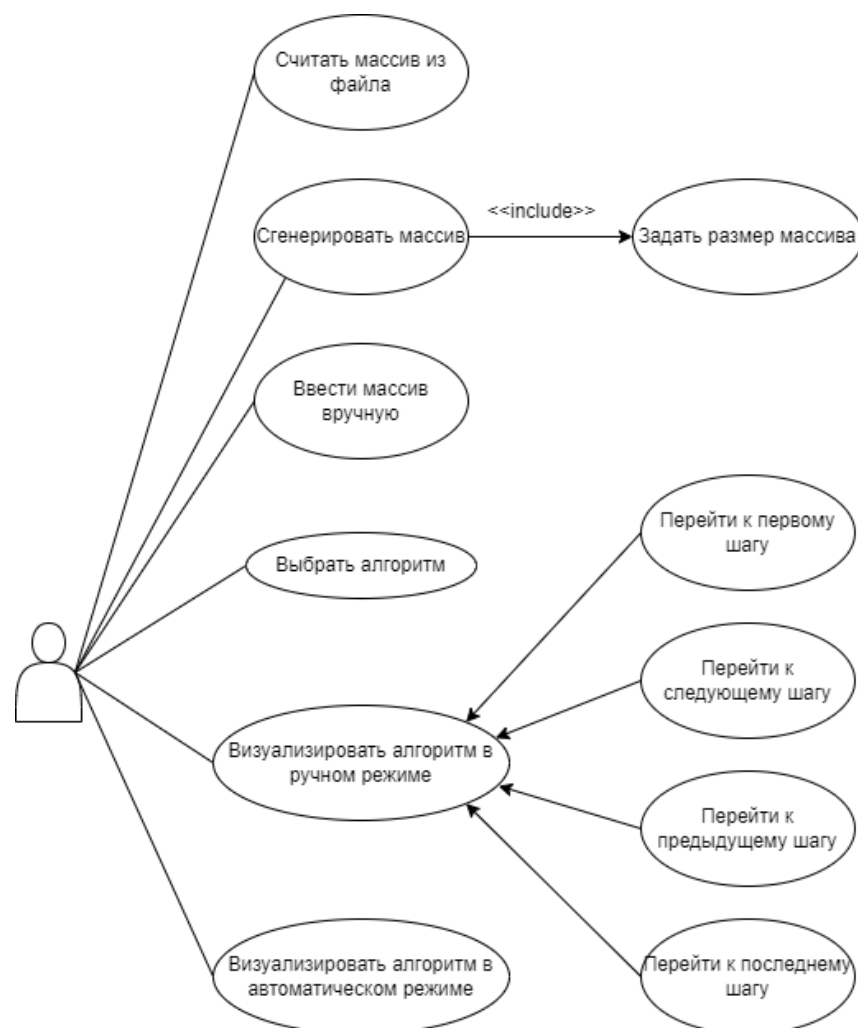 Считать массив из
файла
Сгенерировать массив
<<include>>
Задать размер массива
Ввести массив
вручную
Выбрать алгоритм
Перейти к первому
шагу
Перейти к
следующему шагу
Визуализировать алгоритм в
ручном режиме
Перейти к
предыдущему шагу
Визуализировать алгоритм в
автоматическом режиме
Перейти к последнему
шагу